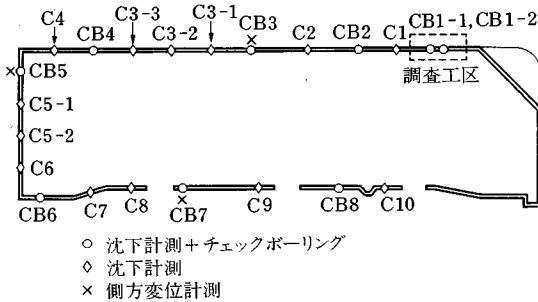 C4 C3-3 C3-1 CB3 CB1-1, CB1-2
CB4 C3-2 C2 CB2 C1
CB5
調査工区
C5-1
C5-2
C6
CB6 C7 C8 CB7 C9 CB8 C10
○ 沈下計測+チェックボーリング
◇ 沈下計測
× 側方変位計測